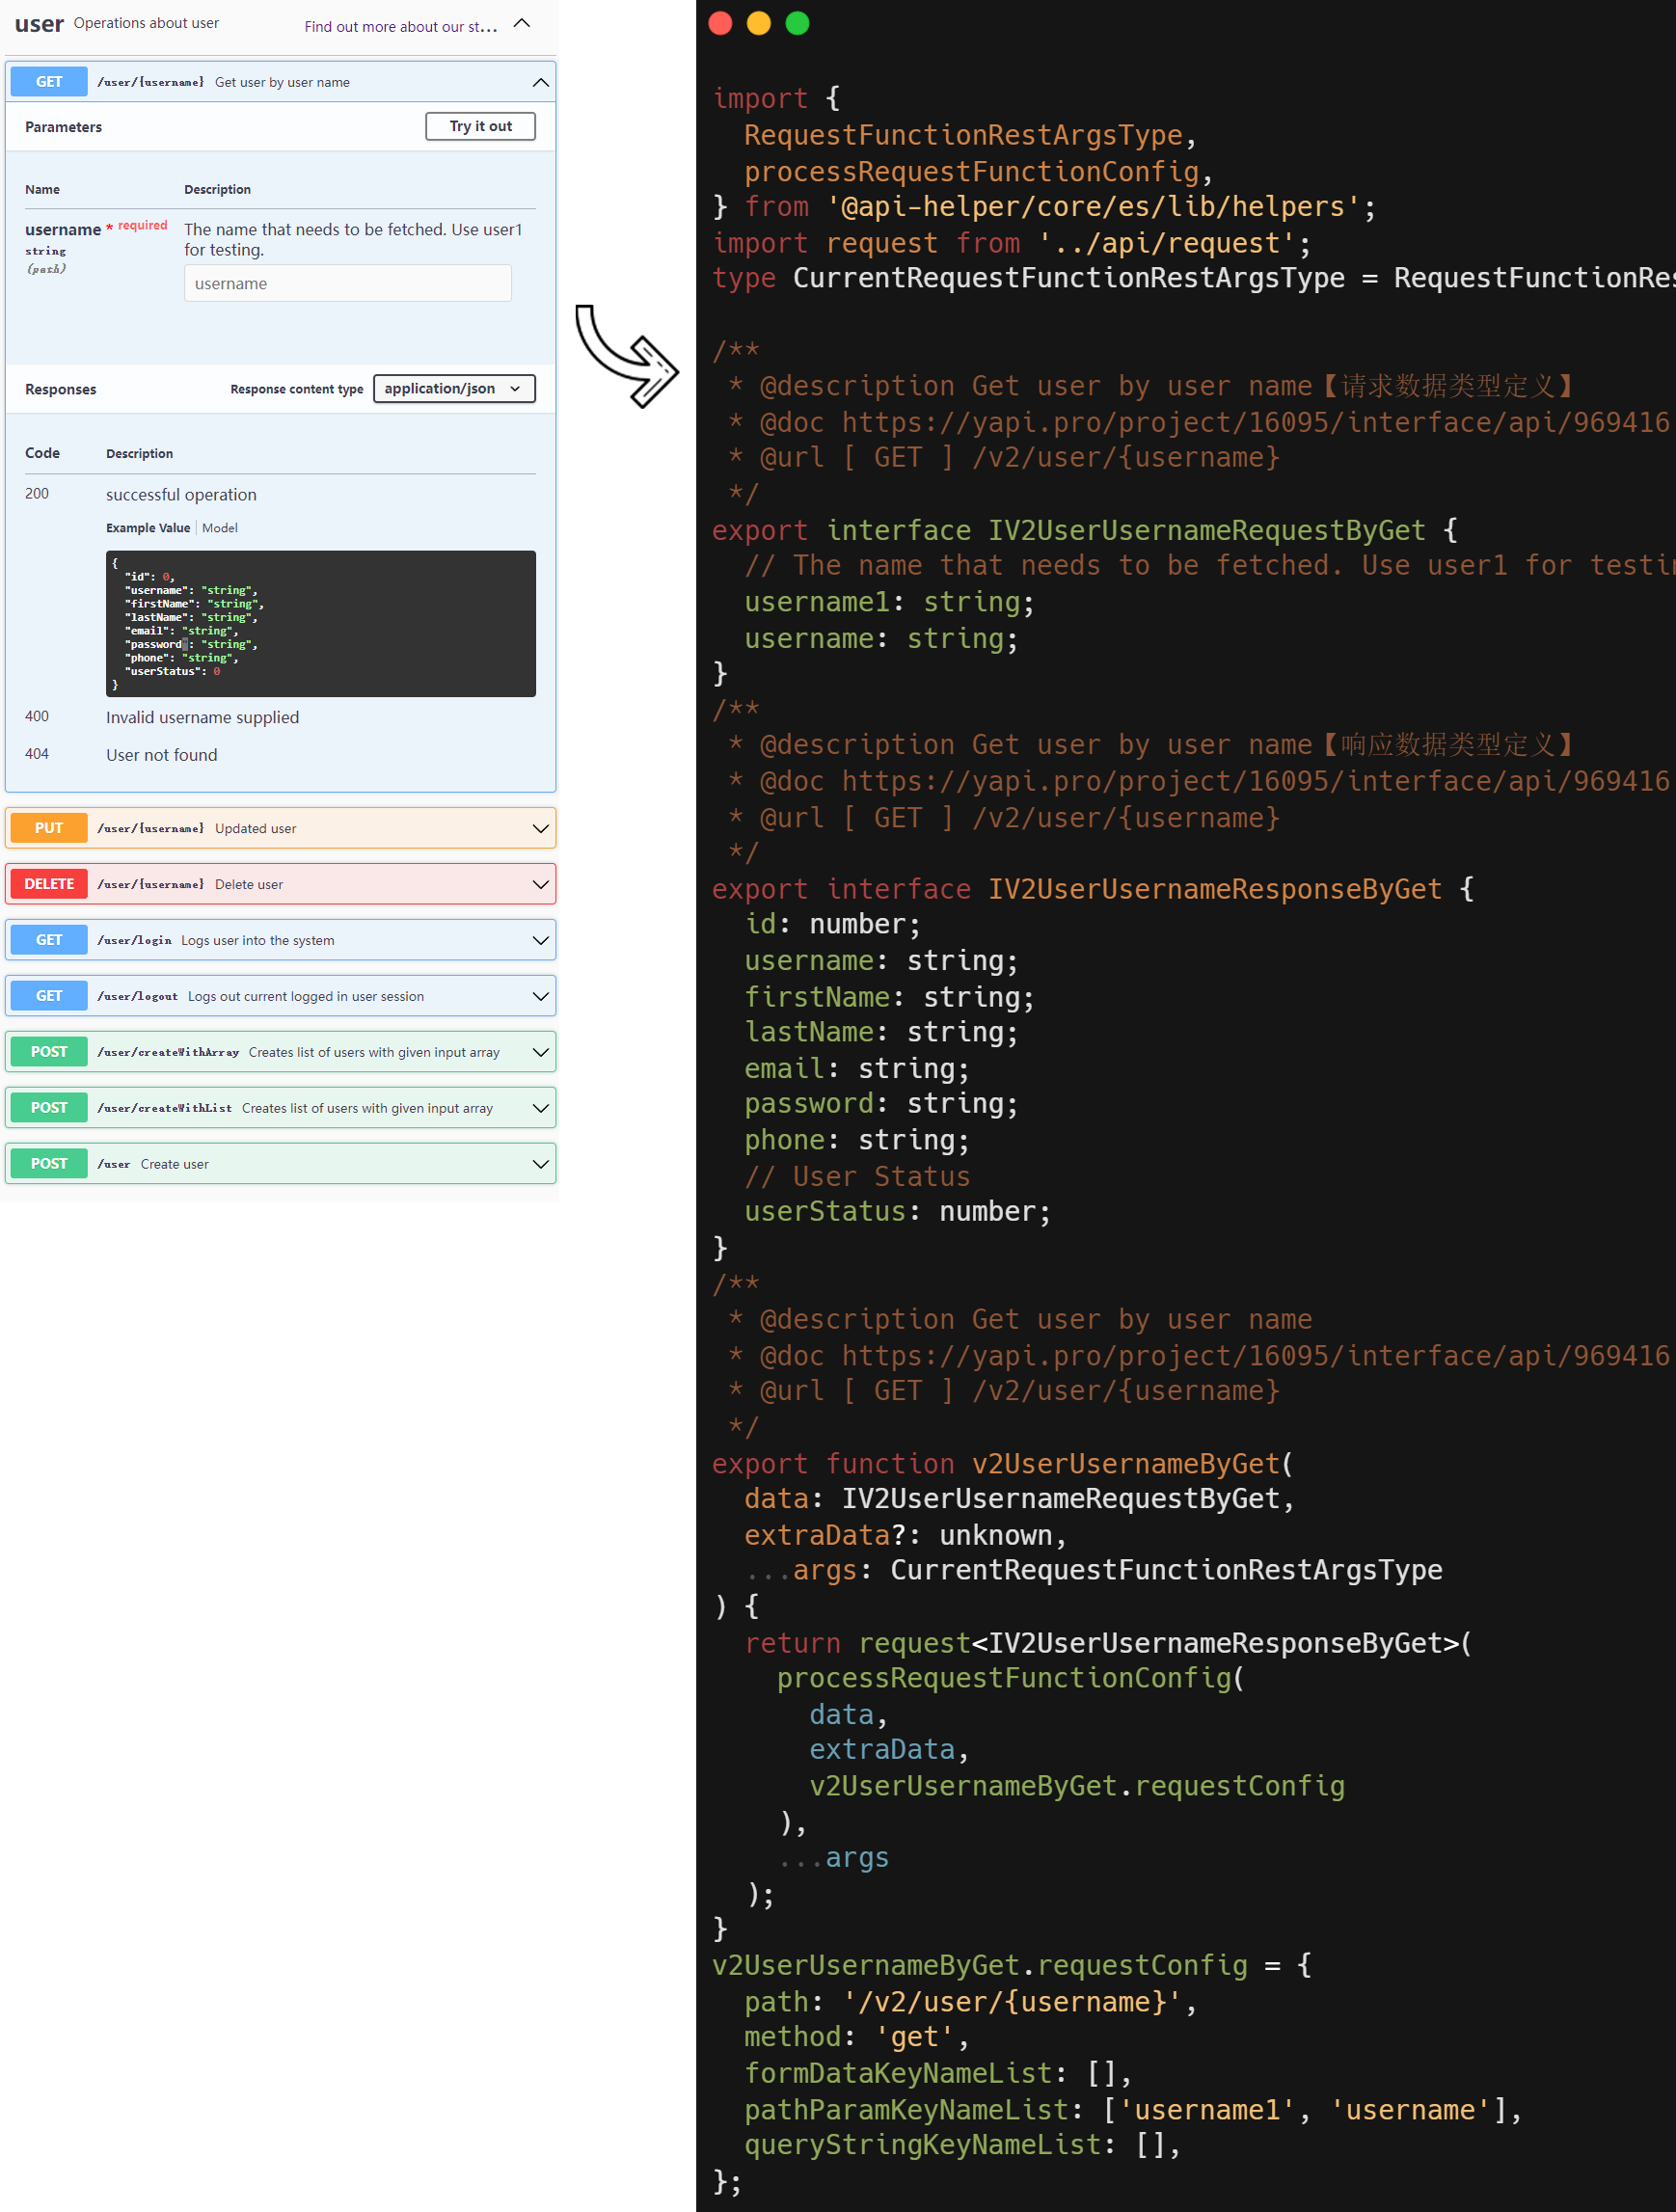 user Operations about user Find out more about our st...
GET /user/{username} Get user by user name
Parameters Try it out
Name Description
username * required The name that needs to be fetched. Use user1
string for testing.
(path)
username
Responses Response content type application/json
Code Description
200 successful operation
Example Value Model
{
"id": 0,
"username": "string",
"firstName": "string",
"lastName": "string",
"email": "string",
"password": "string",
"phone": "string",
"userStatus": 0
}
400 Invalid username supplied
404 User not found
PUT /user/{username} Updated user
DELETE /user/{username} Delete user
GET /user/login Logs user into the system
GET /user/logout Logs out current logged in user session
POST /user/createWithArray Creates list of users with given input array
POST /user/createWithList Creates list of users with given input array
POST /user Create user
import {
RequestFunctionRestArgsType,
processRequestFunctionConfig,
} from '@api-helper/core/es/lib/helpers';
import request from '../api/request';
type CurrentRequestFunctionRestArgsType = RequestFunctionRes
/**
* @description Get user by user name【请求数据类型定义】
* @doc https://yapi.pro/project/16095/interface/api/969416
* @url [ GET ] /v2/user/{username}
*/
export interface IV2UserUsernameRequestByGet {
// The name that needs to be fetched. Use user1 for testin
username1: string;
username: string;
}
/**
* @description Get user by user name【响应数据类型定义】
* @doc https://yapi.pro/project/16095/interface/api/969416
* @url [ GET ] /v2/user/{username}
*/
export interface IV2UserUsernameResponseByGet {
id: number;
username: string;
firstName: string;
lastName: string;
email: string;
password: string;
phone: string;
// User Status
userStatus: number;
}
/**
* @description Get user by user name
* @doc https://yapi.pro/project/16095/interface/api/969416
* @url [ GET ] /v2/user/{username}
*/
export function v2UserUsernameByGet(
data: IV2UserUsernameRequestByGet,
extraData?: unknown,
...args: CurrentRequestFunctionRestArgsType
) {
return request<IV2UserUsernameResponseByGet>(
processRequestFunctionConfig(
data,
extraData,
v2UserUsernameByGet.requestConfig
),
...args
);
}
v2UserUsernameByGet.requestConfig = {
path: '/v2/user/{username}',
method: 'get',
formDataKeyNameList: [],
pathParamKeyNameList: ['username1', 'username'],
queryStringKeyNameList: [],
};